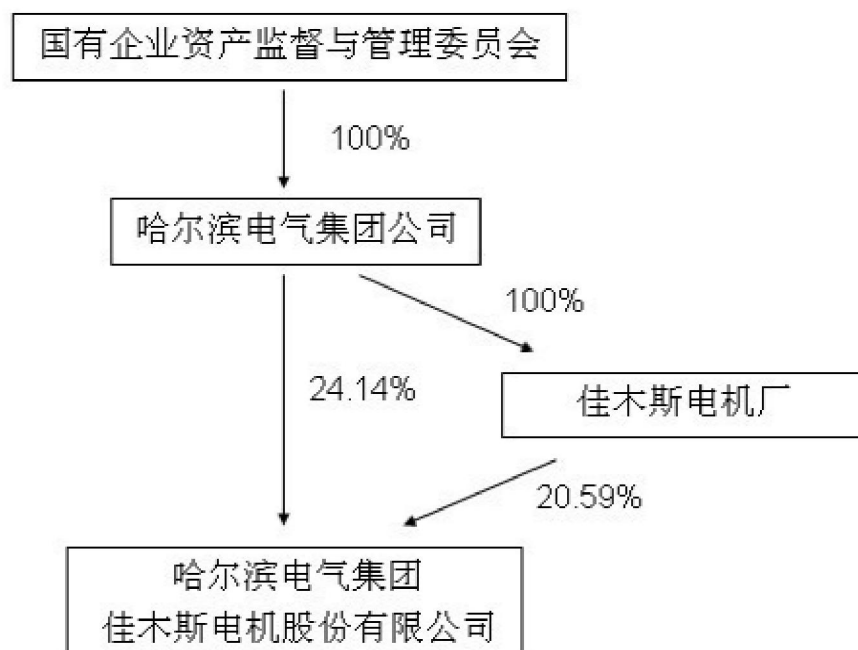 国有企业资产监督与管理委员会
100%
哈尔滨电气集团公司
100%
24.14%
佳木斯电机厂
20.59%
哈尔滨电气集团
佳木斯电机股份有限公司